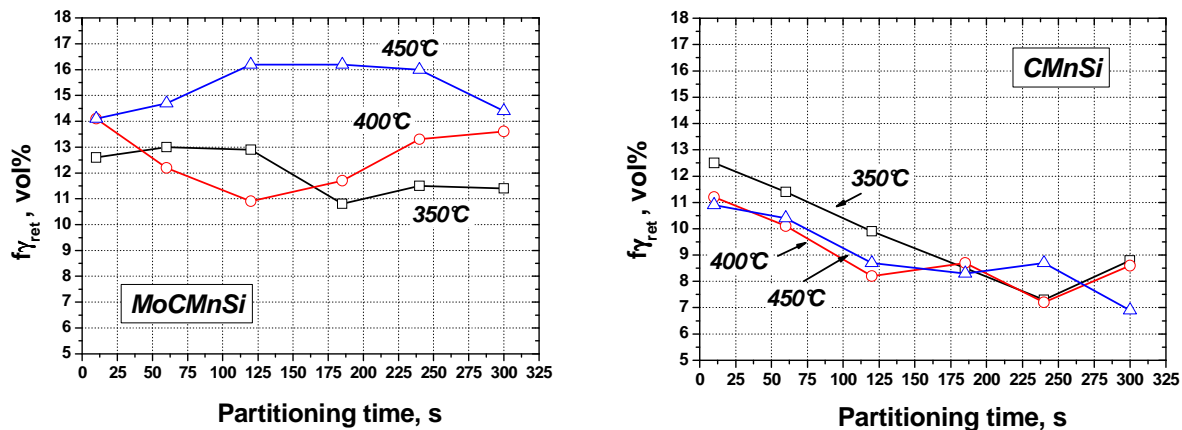 18
17
16
15
14
13
12
11
10
9
8
7
6
5
fγret , vol%
450°C
400°C
350°C
MoCMnSi
0 25 50 75 100 125 150 175 200 225 250 275 300 325
Partitioning time, s
18
17
16
15
14
13
12
11
10
9
8
7
6
5
fγret , vol%
CMnSi
350°C
400°C
450°C
0 25 50 75 100 125 150 175 200 225 250 275 300 325
Partitioning time, s